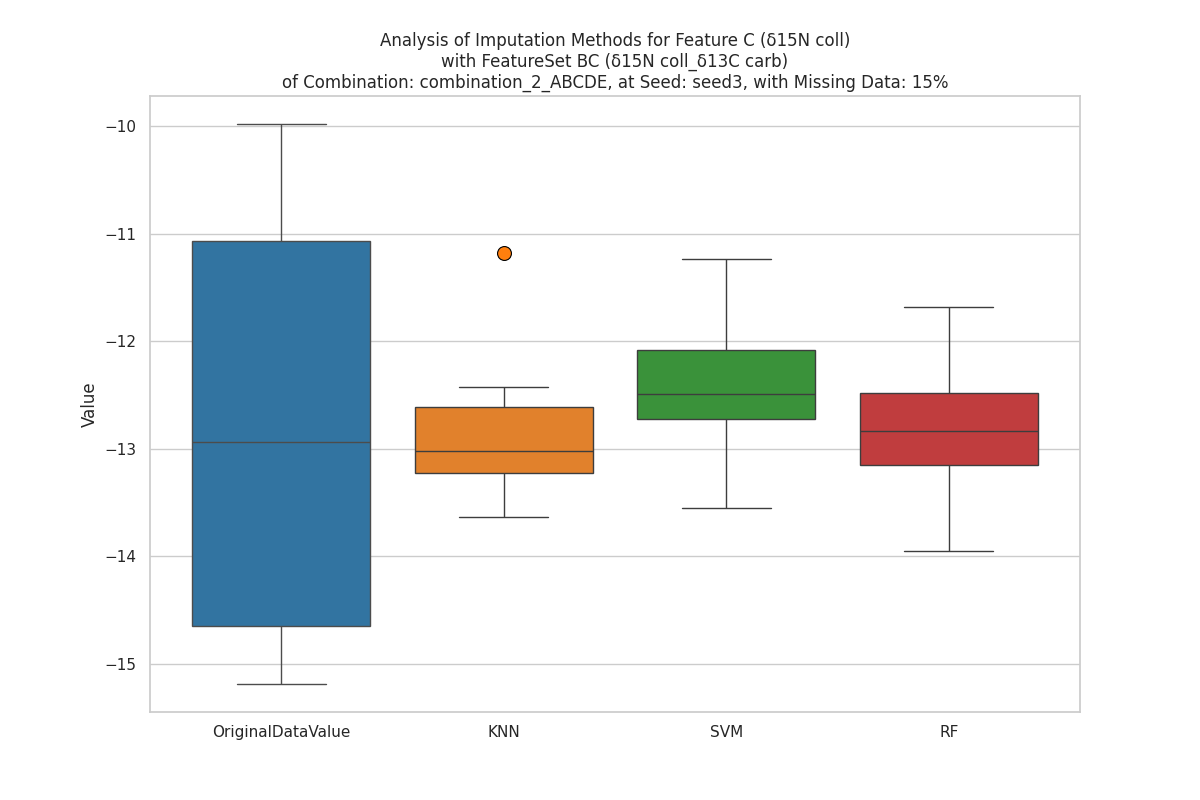 Analysis of Imputation Methods for Feature C (δ15N coll)
with FeatureSet BC (δ15N coll_δ13C carb)
of Combination: combination_2_ABCDE, at Seed: seed3, with Missing Data: 15%
−10
−11
−12
−13
−14
−15
Value
OriginalDataValue
KNN
SVM
RF